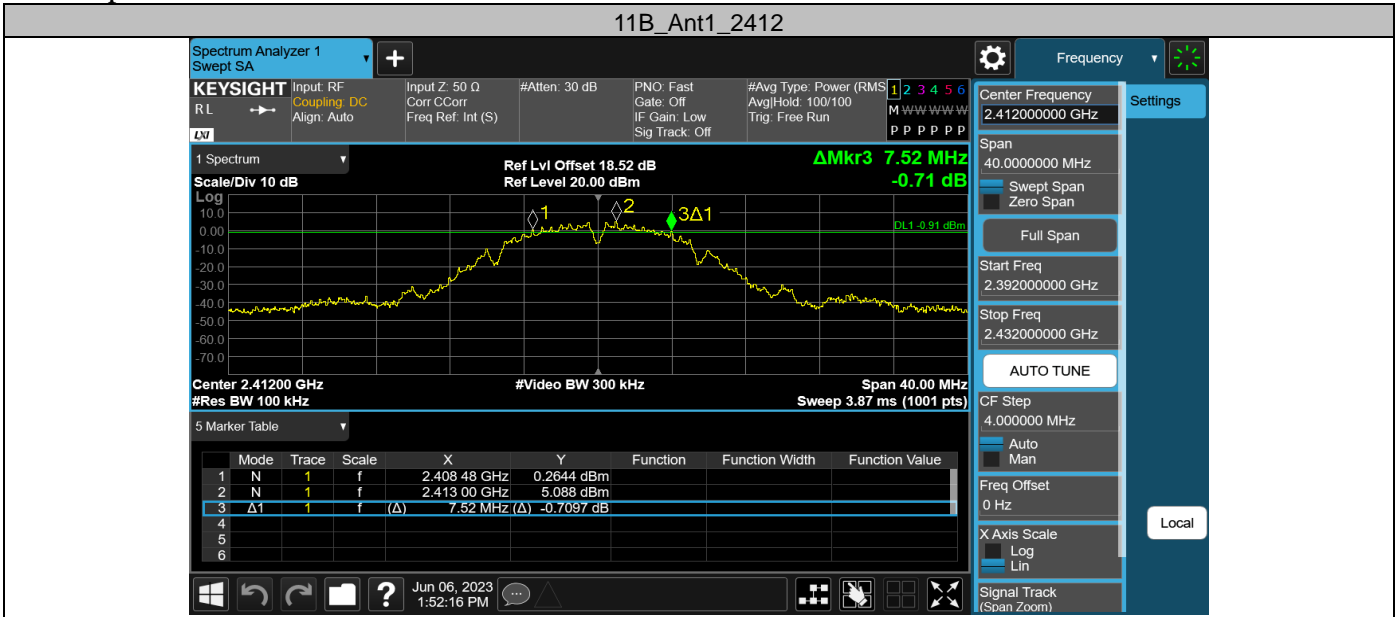 11B_Ant1_2412
Spectrum Analyzer 1
Swept SA
Frequency
KEYSIGHT
RL
LXI
Input: RF
Coupling: DC
Align: Auto
Input Z: 50 Ω
Corr CCorr
Freq Ref: Int (S)
#Atten: 30 dB
PNO: Fast
Gate: Off
IF Gain: Low
Sig Track: Off
#Avg Type: Power (RMS
Avg|Hold: 100/100
Trig: Free Run
1 2 3 4 5 6
M W W W W W
P P P P P P
1 Spectrum
Scale/Div 10 dB
Ref Lvl Offset 18.52 dB
Ref Level 20.00 dBm
ΔMkr3 7.52 MHz
-0.71 dB
Log
10.0
0.00
-10.0
-20.0
-30.0
-40.0
-50.0
-60.0
-70.0
1
2
3Δ1
DL1 -0.91 dBm
Center 2.41200 GHz
#Video BW 300 kHz
Span 40.00 MHz
#Res BW 100 kHz
Sweep 3.87 ms (1001 pts)
5 Marker Table
Mode Trace Scale X Y Function Function Width Function Value
1 N 1 f 2.408 48 GHz 0.2644 dBm
2 N 1 f 2.413 00 GHz 5.088 dBm
3 Δ1 1 f (Δ) 7.52 MHz (Δ) -0.7097 dB
4
5
6
Center Frequency
2.412000000 GHz
Settings
Span
40.0000000 MHz
Swept Span
Zero Span
Full Span
Start Freq
2.392000000 GHz
Stop Freq
2.432000000 GHz
AUTO TUNE
CF Step
4.000000 MHz
Auto
Man
Freq Offset
0 Hz
X Axis Scale
Log
Lin
Local
Signal Track
(Span Zoom)
?
Jun 06, 2023
1:52:16 PM